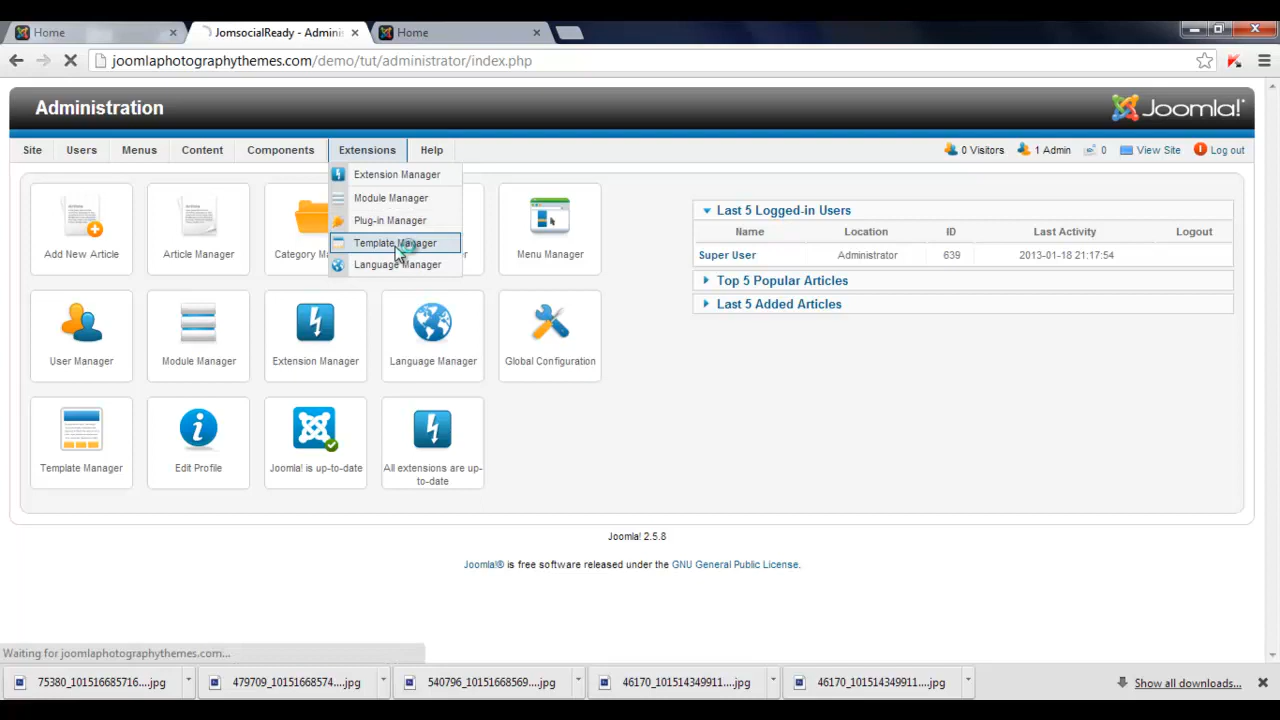 Home
JomsocialReady - Adminis
Home
joomlaphotographythemes.com/demo/tut/administrator/index.php
Administration
Joomla!
Site Users Menus Content Components Extensions Help
0 Visitors 1 Admin 0 View Site Log out
Extension Manager
Module Manager
Plug-in Manager
Template Manager
Language Manager
Add New Article Article Manager Category Menu Manager
User Manager Module Manager Extension Manager Language Manager Global Configuration
Template Manager Edit Profile Joomla! is up-to-date All extensions are up-
to-date
Last 5 Logged-in Users
Name Location ID Last Activity Logout
Super User Administrator 639 2013-01-18 21:17:54
Top 5 Popular Articles
Last 5 Added Articles
Joomla! 2.5.8
Joomla!® is free software released under the GNU General Public License.
Waiting for joomlaphotographythemes.com...
75380_101516685716....jpg 479709_10151668574....jpg 540796_10151668569....jpg 46170_101514349911....jpg 46170_101514349911....jpg Show all downloads...